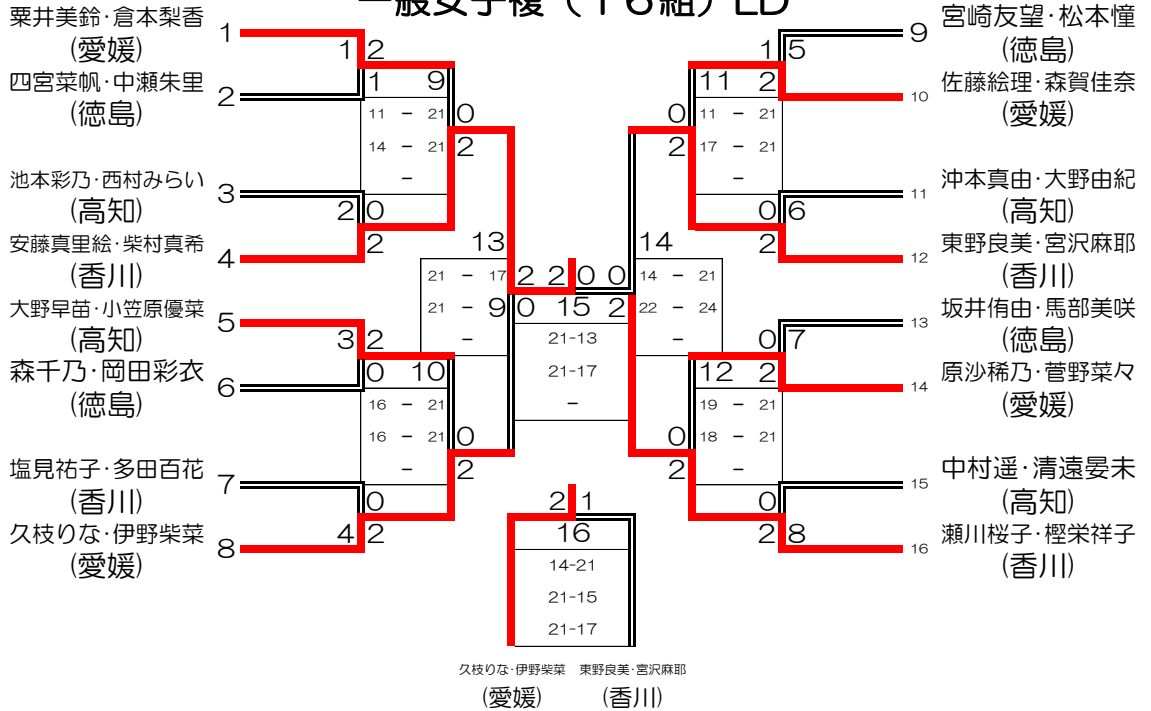 一般女子複（１６組）LD
粟井美鈴・倉本梨香
(愛媛)
1
四宮菜帆・中瀬朱里
(徳島)
2
池本彩乃・西村みらい
(高知)
3
安藤真里絵・柴村真希
(香川)
4
大野早苗・小笠原優菜
(高知)
5
森千乃・岡田彩衣
(徳島)
6
塩見祐子・多田百花
(香川)
7
久枝りな・伊野柴菜
(愛媛)
8
1 2
1 9
11 - 21
14 - 21
-
0
2
2 0
2
3 2
0 10
16 - 21
16 - 21
-
0
2
0
4 2
13
21 - 17
21 - 9
-
2 2 0 0
0 15 2
21-13
21-17
-
14
14 - 21
22 - 24
-
2 1
16
14-21
21-15
21-17
久枝りな・伊野柴菜 東野良美・宮沢麻耶
(愛媛) (香川)
1 5
11 2
11 - 21
17 - 21
-
0
2
0 6
2
0 7
12 2
19 - 21
18 - 21
-
0
2
0
2 8
9
宮崎友望・松本憧
(徳島)
10
佐藤絵理・森賀佳奈
(愛媛)
11
沖本真由・大野由紀
(高知)
12
東野良美・宮沢麻耶
(香川)
13
坂井侑由・馬部美咲
(徳島)
14
原沙稀乃・菅野菜々
(愛媛)
15
中村遥・清遠晏未
(高知)
16
瀬川桜子・樫栄祥子
(香川)